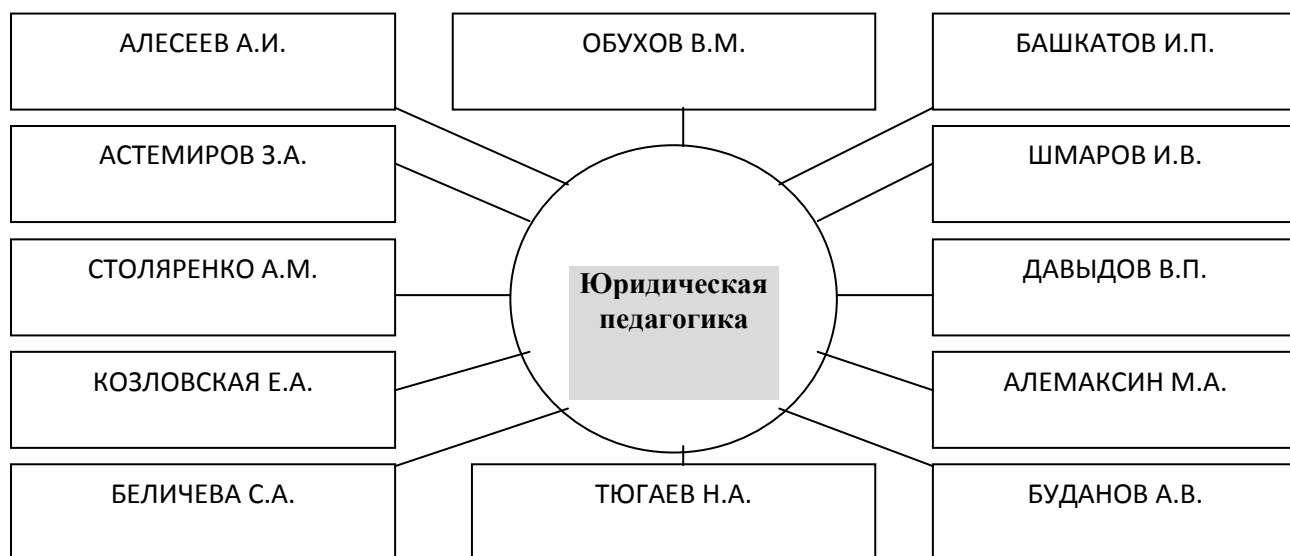 АЛЕСЕЕВ А.И.
ОБУХОВ В.М.
БАШКАТОВ И.П.
АСТЕМИРОВ З.А.
ШМАРОВ И.В.
СТОЛЯРЕНКО А.М.
ДАВЫДОВ В.П.
Юридическая
педагогика
КОЗЛОВСКАЯ Е.А.
АЛЕМАКСИН М.А.
БЕЛИЧЕВА С.А.
ТЮГАЕВ Н.А.
БУДАНОВ А.В.